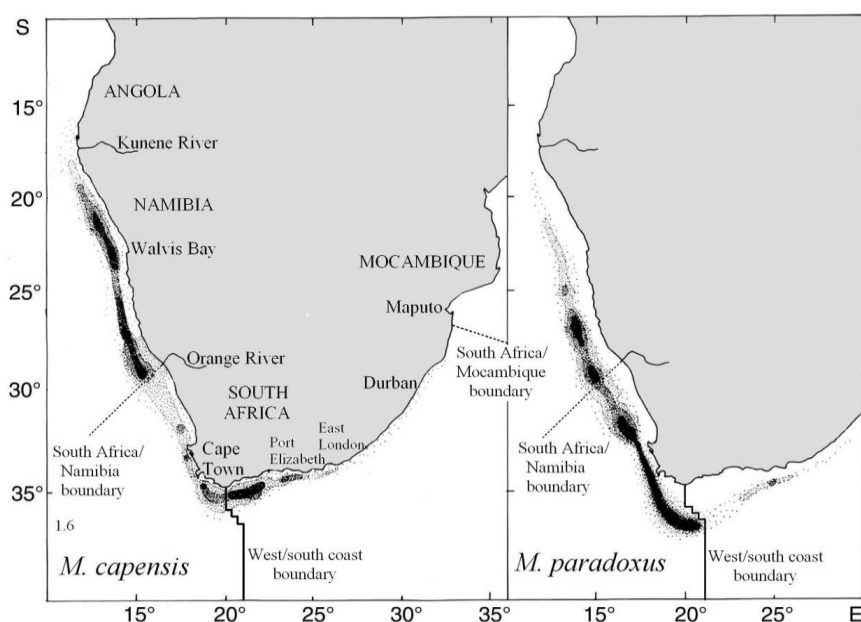 S
15°
20°
25°
30°
35°
ANGOLA
Kunene River
NAMIBIA
Walvis Bay
MOCAMBIQUE
Maputo
Orange River
South Africa/
Mocambique
boundary
Durban
SOUTH
AFRICA
East
London
Port
Elizabeth
Cape
Town
South Africa/
Namibia
boundary
1.6
M. capensis
West/south coast
boundary
15°
20°
25°
30°
35°
South Africa/
Namibia
boundary
M. paradoxus
West/south coast
boundary
15°
20°
25°
E